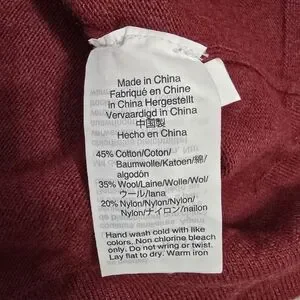 Made in China
Fabriqué en Chine
in China Hergestellt
Vervaardigd in China
中国製
Hecho en China
45% Cotton/Coton/
Baumwolle/Katoen/綿/
algodón
35% Wool/Laine/Wolle/Wol/
ウール/lana
20% Nylon/Nylon/Nylon/
Nylon/ナイロン/nailon
Hand wash cold with like
colors. Non chlorine bleach
only. Do not wring or twist.
Lay flat to dry. Warm iron